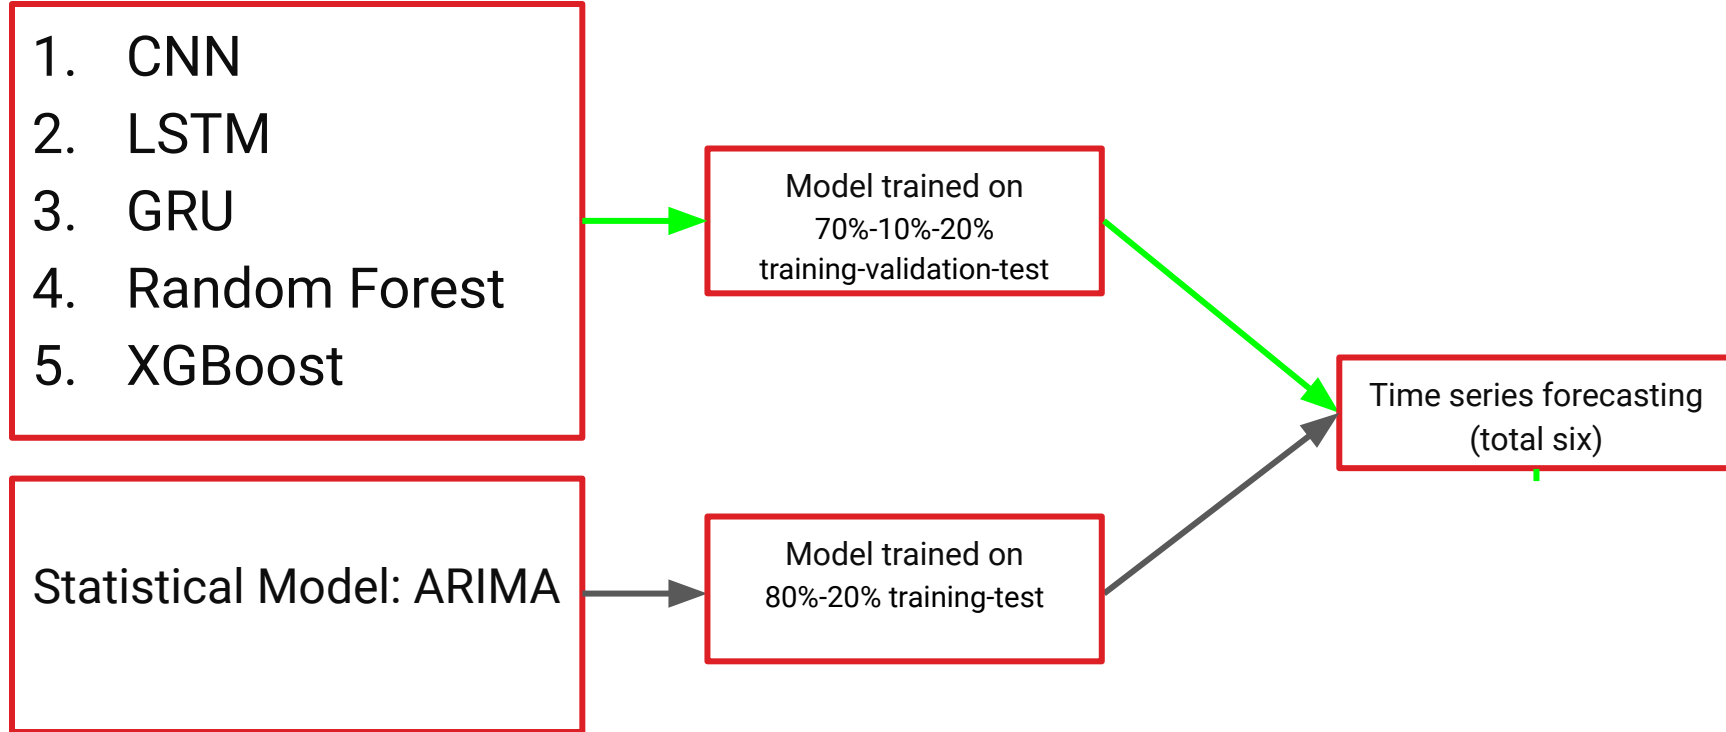 1. CNN
2. LSTM
3. GRU
4. Random Forest
5. XGBoost
Model trained on
70%-10%-20%
training-validation-test
Time series forecasting
(total six)
Statistical Model: ARIMA
Model trained on
80%-20% training-test